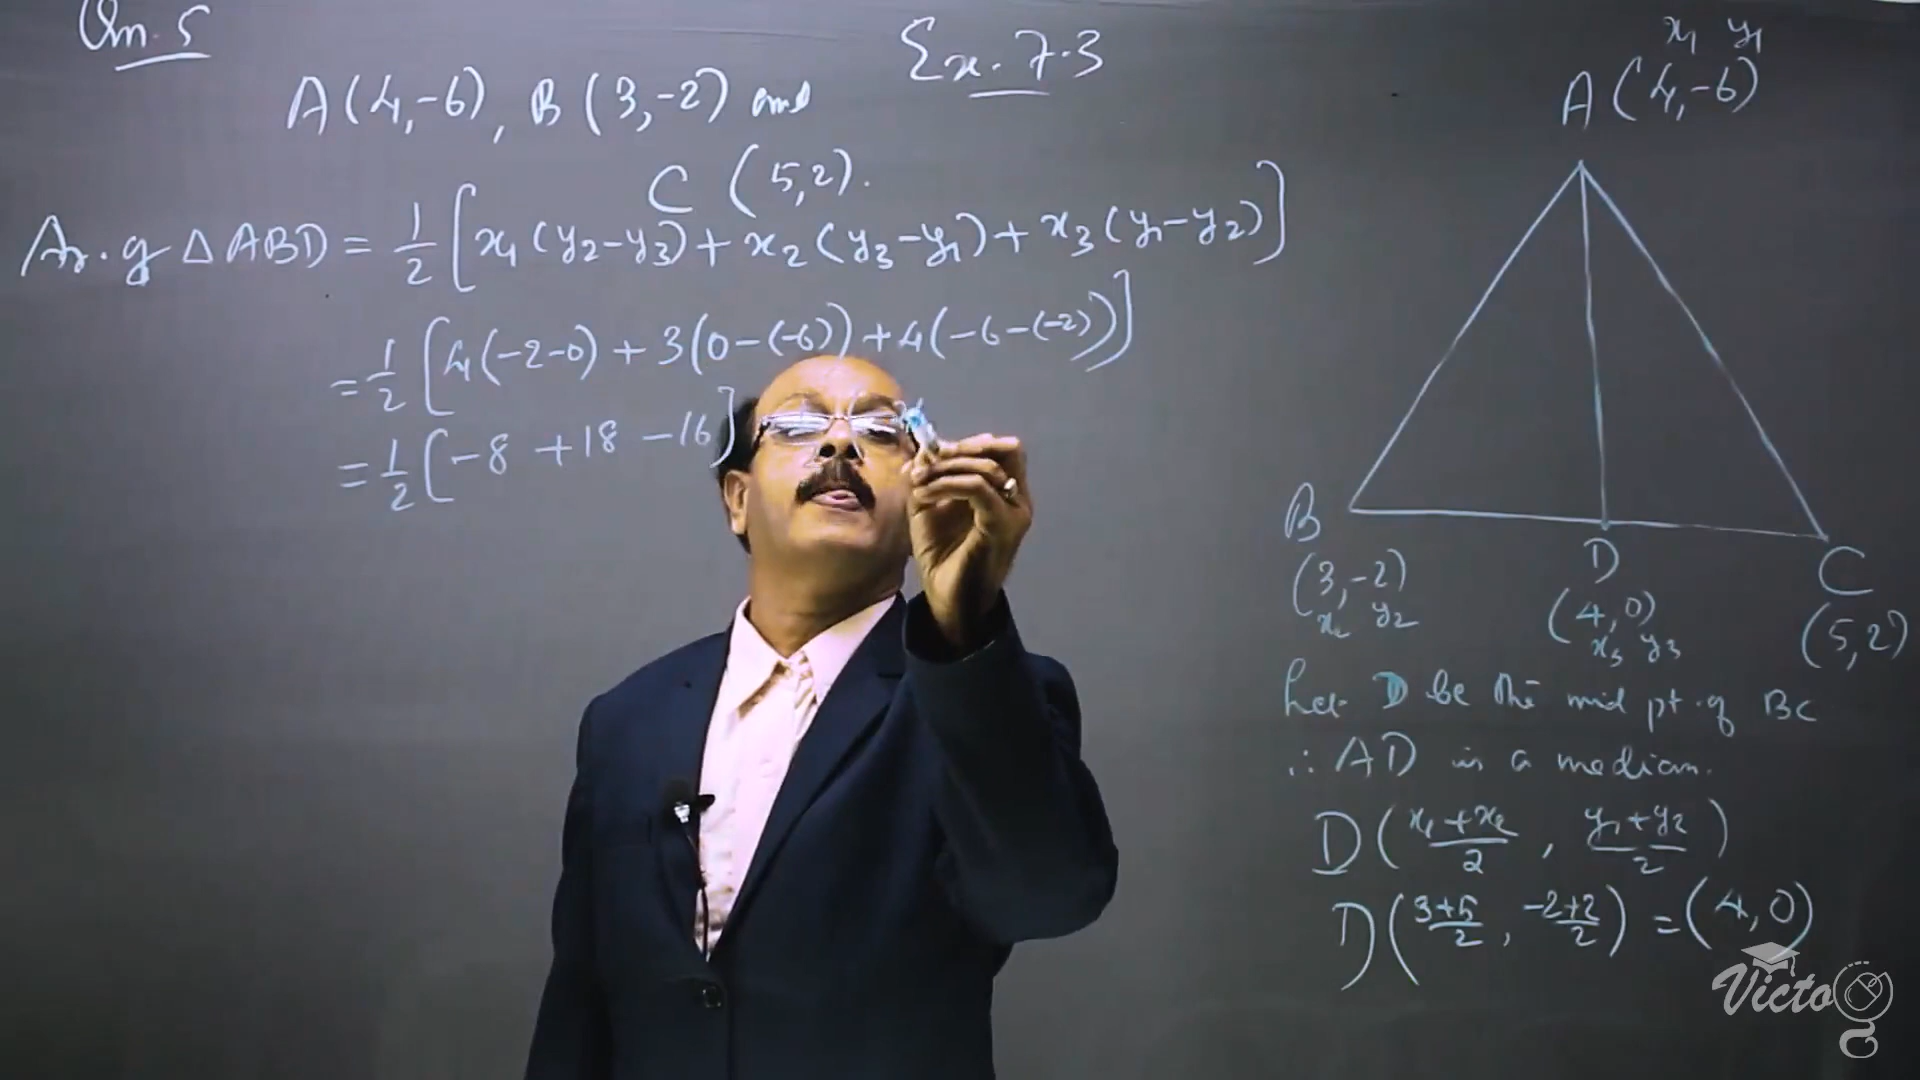 Qn. 5
Ex. 7.3
A(4,-6), B(3,-2) and
C (5,2).
Ar. of △ABD = 1/2 [x₁(y₂-y₃)+x₂(y₃-y₁)+x₃(y₁-y₂)]
= 1/2 [4(-2-0) + 3(0-(-6)) + 4(-6-(-2))]
= 1/2 [-8 +18 -16]
x₁ y₁
A(4,-6)
B
D
C
(3,-2)
x₂ y₂
(4,0)
x₃ y₃
(5,2)
Let D be the mid pt. of BC
∴ AD is a median.
D(x₁+x₂/2, y₁+y₂/2)
D(3+5/2, -2+2/2) = (4,0)
Victo